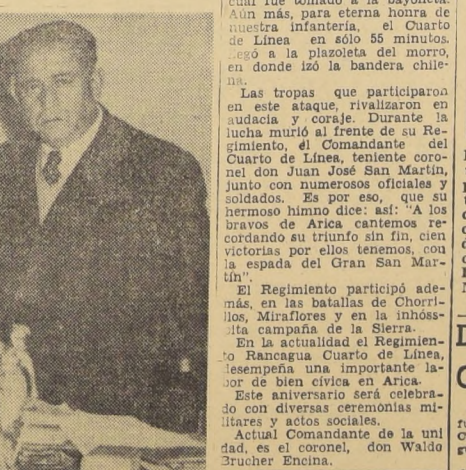 cual fue tomado a la bayoneta.
Aún más, para eterna honra de
nuestra infantería, el Cuarto
de Línea en sólo 55 minutos.
legó a la plazoleta del morro,
en donde izó la bandera chile-
na.
Las tropas que participaron
en este ataque, rivalizaron en
audacia y coraje. Durante la
lucha murió al frente de su Re-
gimiento, el Comandante del
Cuarto de Línea, teniente coro-
nel don Juan José San Martín,
junto con numerosos oficiales y
soldados. Es por eso, que su
hermoso himno dice: así: "A los
bravos de Arica cantemos re-
cordando su triunfo sin fin, cien
victorias por ellos tenemos, con
la espada del Gran San Mar-
tín".
El Regimiento participó ade-
más, en las batallas de Chorri-
llos, Miraflores y en la inhóss-
pita campaña de la Sierra.
En la actualidad el Regimien-
to Rancagua Cuarto de Línea,
desempeña una importante la-
bor de bien cívica en Arica.
Este aniversario será celebra-
do con diversas ceremonias mi-
litares y actos sociales.
Actual Comandante de la uni
dad, es el coronel, don Waldo
Brucher Encina.